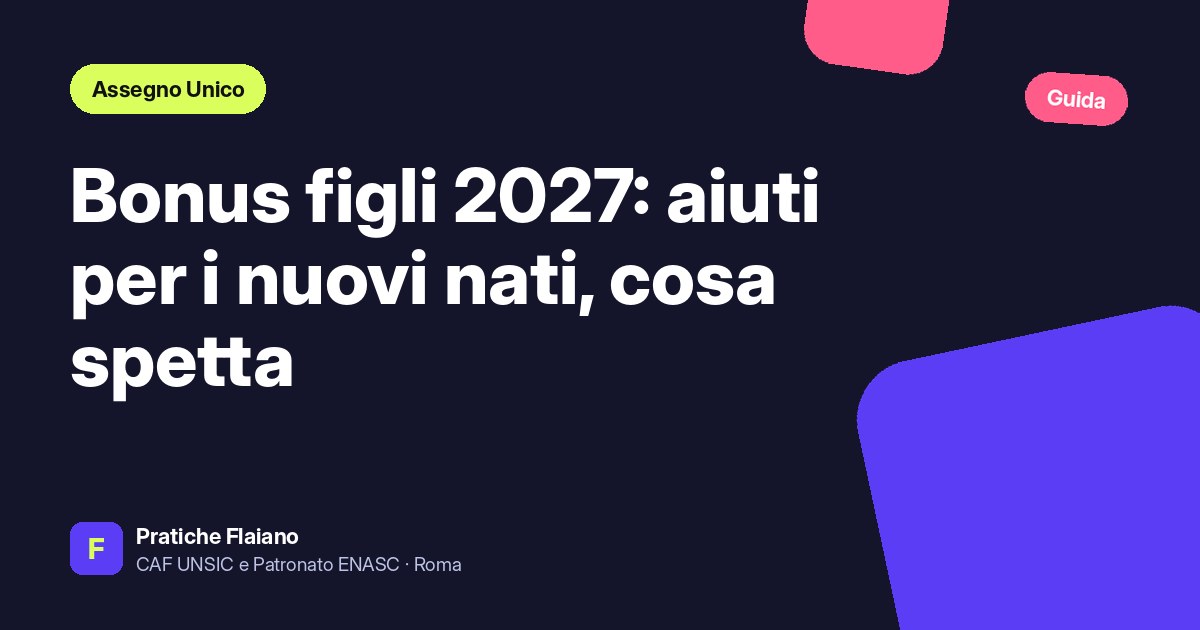 Assegno Unico
Guida
Bonus figli 2027: aiuti
per i nuovi nati, cosa
spetta
F
Pratiche Flaiano
CAF UNSIC e Patronato ENASC · Roma